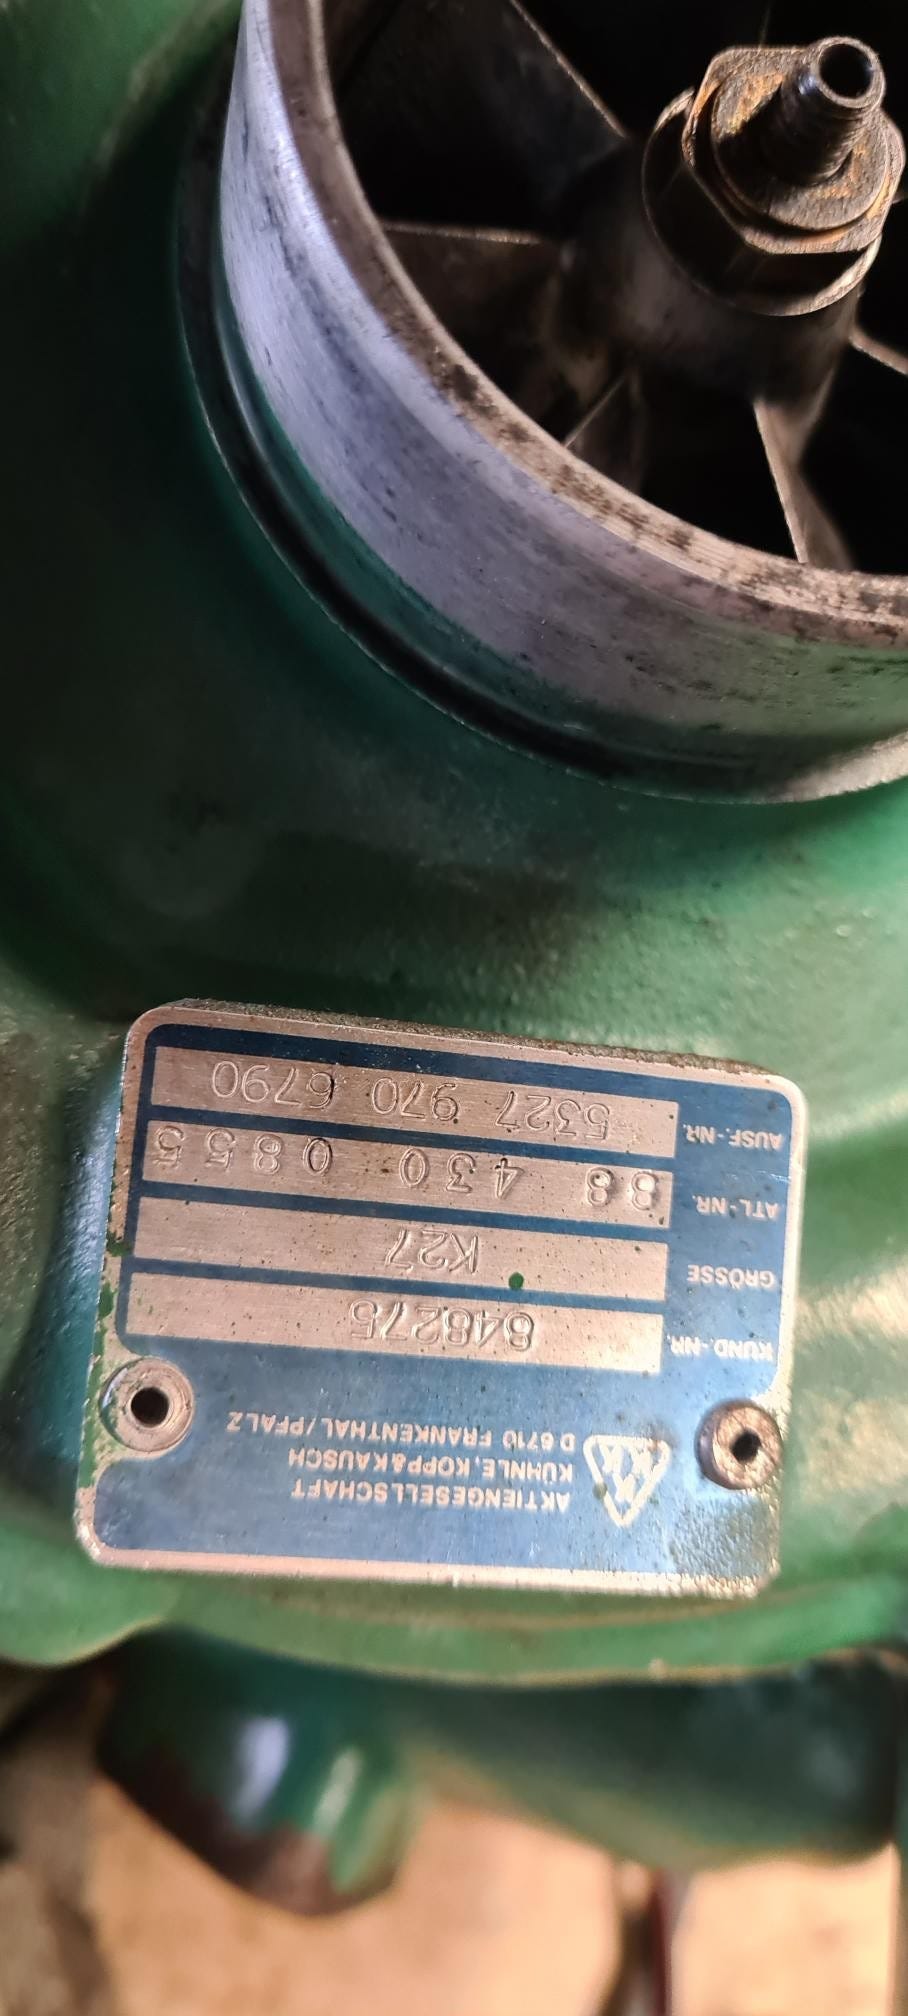 KKK
AKTIENGESELLSCHAFT
KÜHNLE, KOPP&KAUSCH
D 6710 FRANKENTHAL/PFALZ
KUND.-NR. 848275
GRÖSSE K27
ATL-NR. 88 430 0855
AUSF.-NR. 5327 970 6790